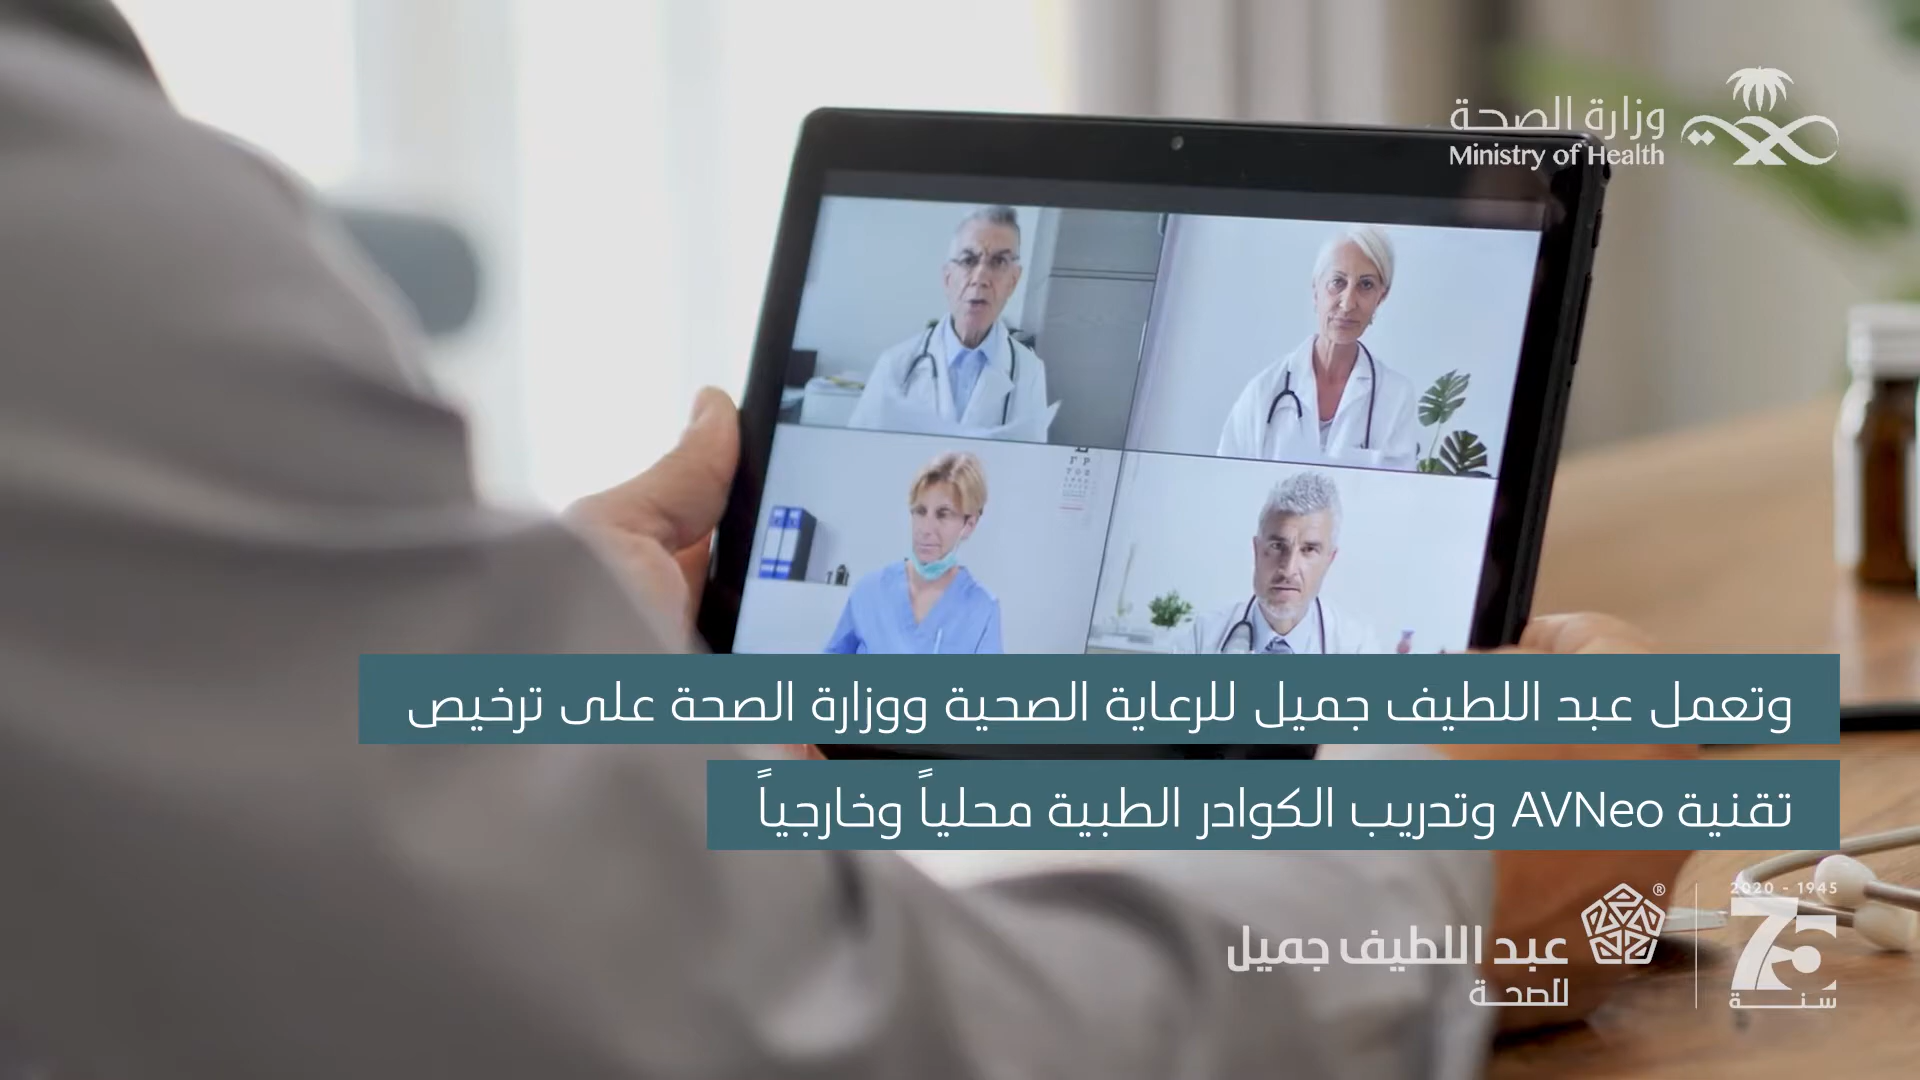 وزارة الصحة
Ministry of Health
وتعمل عبد اللطيف جميل للرعاية الصحية ووزارة الصحة على ترخيص
تقنية AVNeo وتدريب الكوادر الطبية محلياً وخارجياً
2020 - 1945
75
سنة
®
عبد اللطيف جميل
للصحة